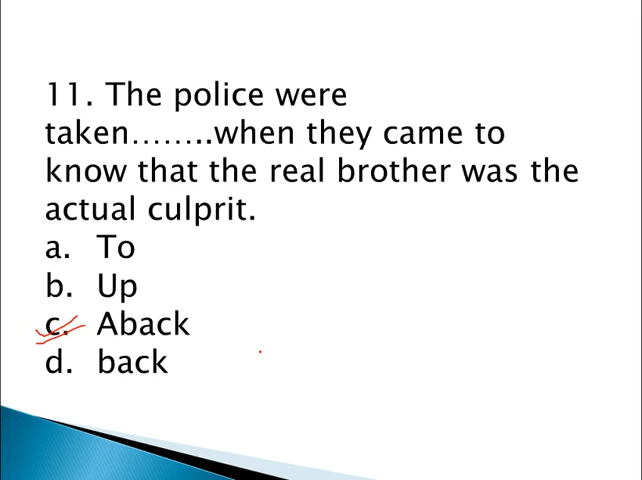 11. The police were
taken……..when they came to
know that the real brother was the
actual culprit.
a. To
b. Up
c. Aback
d. back